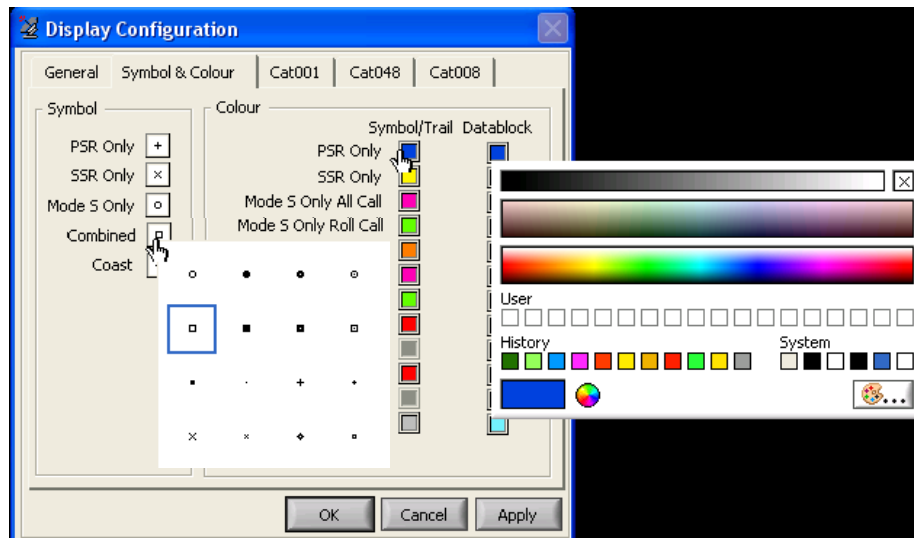 Display Configuration
General Symbol & Colour Cat001 Cat048 Cat008
Symbol
PSR Only
SSR Only
Mode S Only
Combined
Coast
Colour
Symbol/Trail Datablock
PSR Only
SSR Only
Mode S Only All Call
Mode S Only Roll Call
User
History System
...
OK Cancel Apply